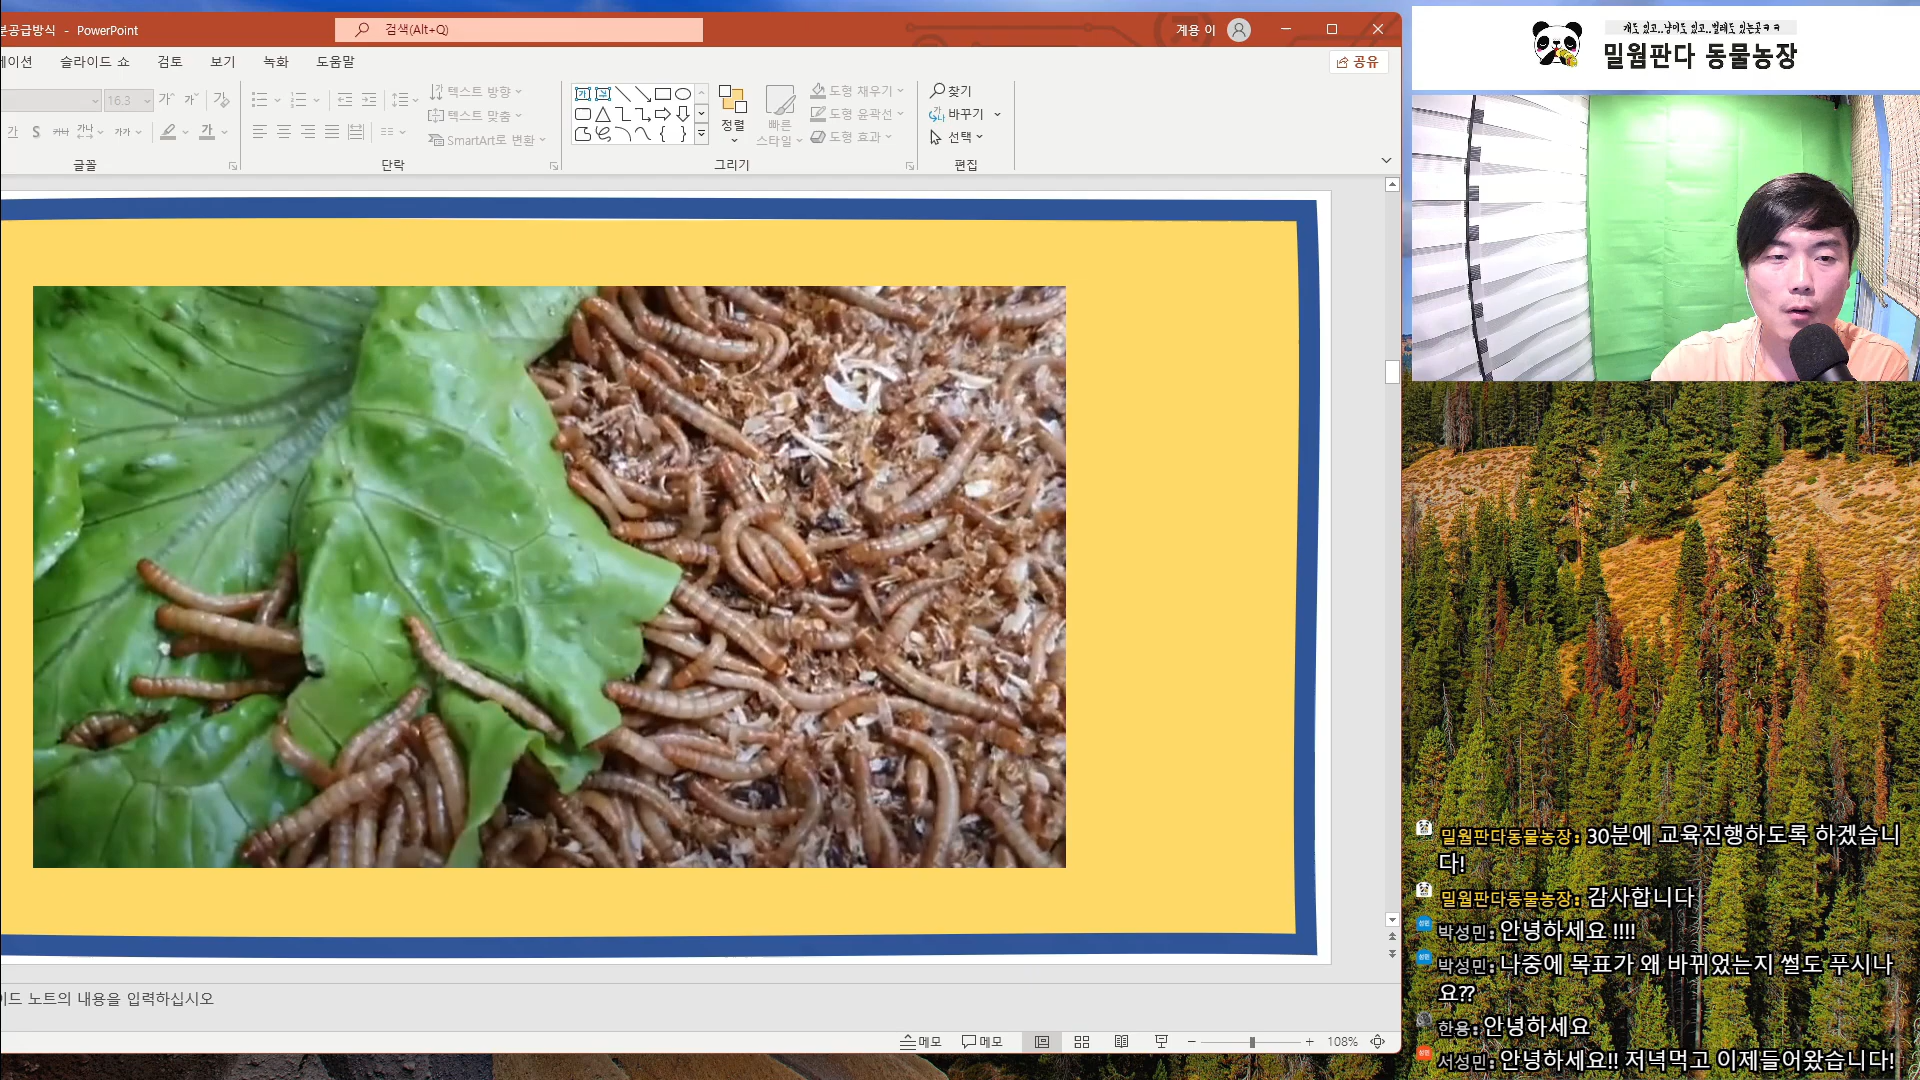 분공급방식 - PowerPoint
검색(Alt+Q)
계용 이
개도 있고..냥이도 있고..벌레도 있는곳ㅋㅋ
밀웜판다 동물농장
슬라이드 쇼
검토
보기
녹화
도움말
공유
16.3
가
가
가
텍스트 방향
찾기
도형 채우기
텍스트 맞춤
정렬
빠른
스타일
도형 윤곽선
바꾸기
가
S
가나
가가
가
SmartArt로 변환
도형 효과
선택
글꼴
단락
그리기
편집
밀웜판다동물농장: 30분에 교육진행하도록 하겠습니
다!
밀웜판다동물농장: 감사합니다
박성민: 안녕하세요 !!!!
박성민: 나중에 목표가 왜 바뀌었는지 썰도 푸시나
요??
한용: 안녕하세요
서성민: 안녕하세요!! 저녁먹고 이제들어왔습니다!
이드 노트의 내용을 입력하십시오
메모
메모
108%